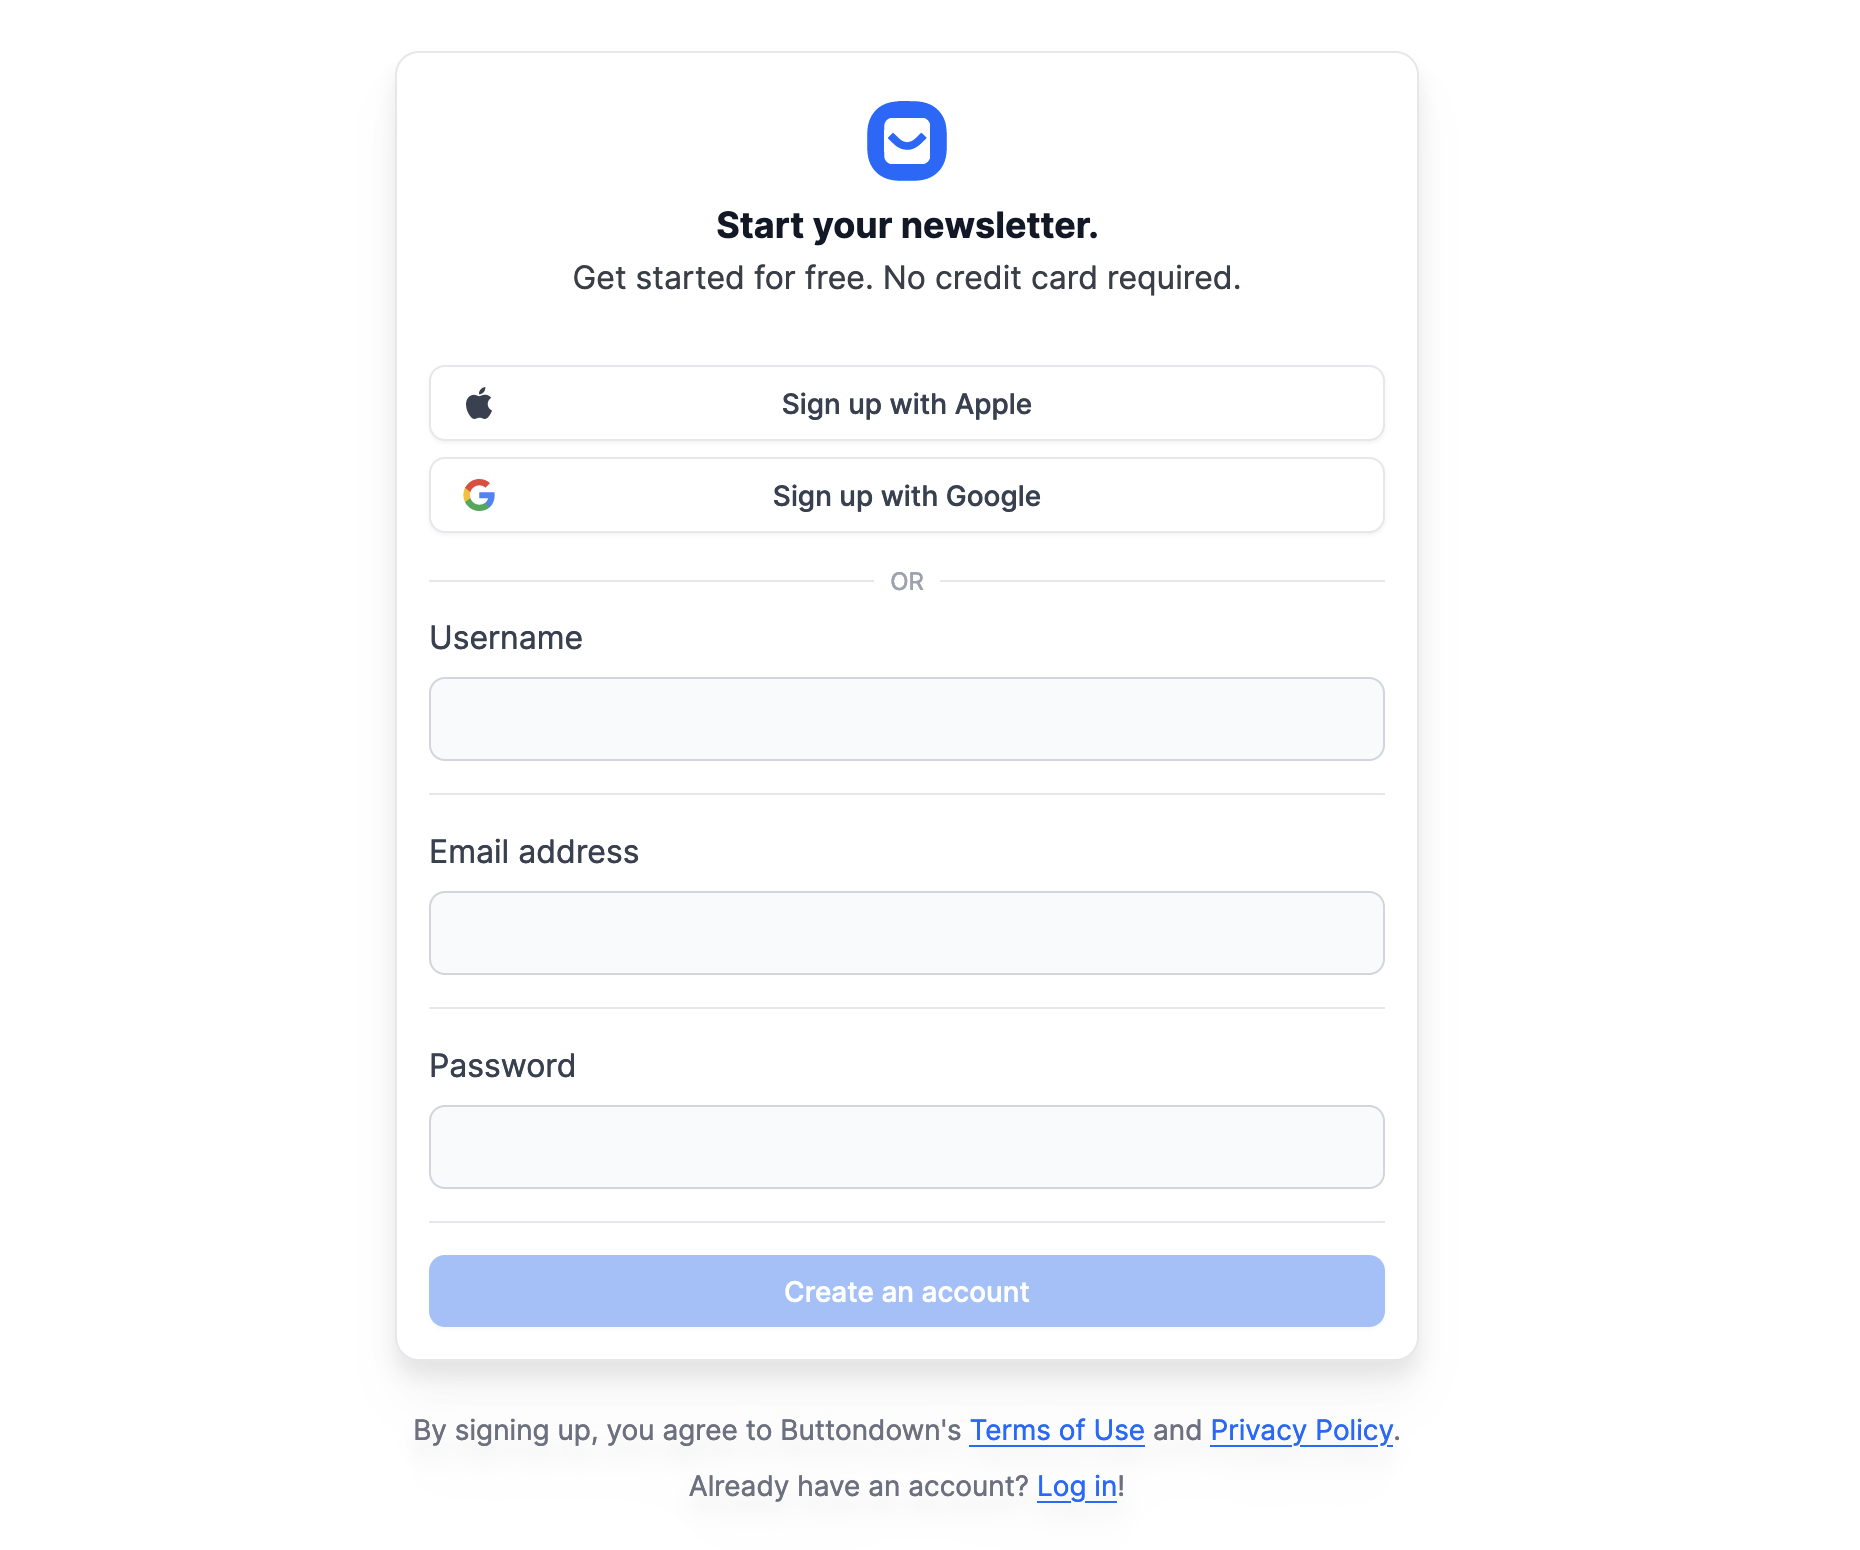 Start your newsletter.
Get started for free. No credit card required.
Sign up with Apple
Sign up with Google
OR
Username
Email address
Password
Create an account
By signing up, you agree to Buttondown's Terms of Use and Privacy Policy.
Already have an account? Log in!